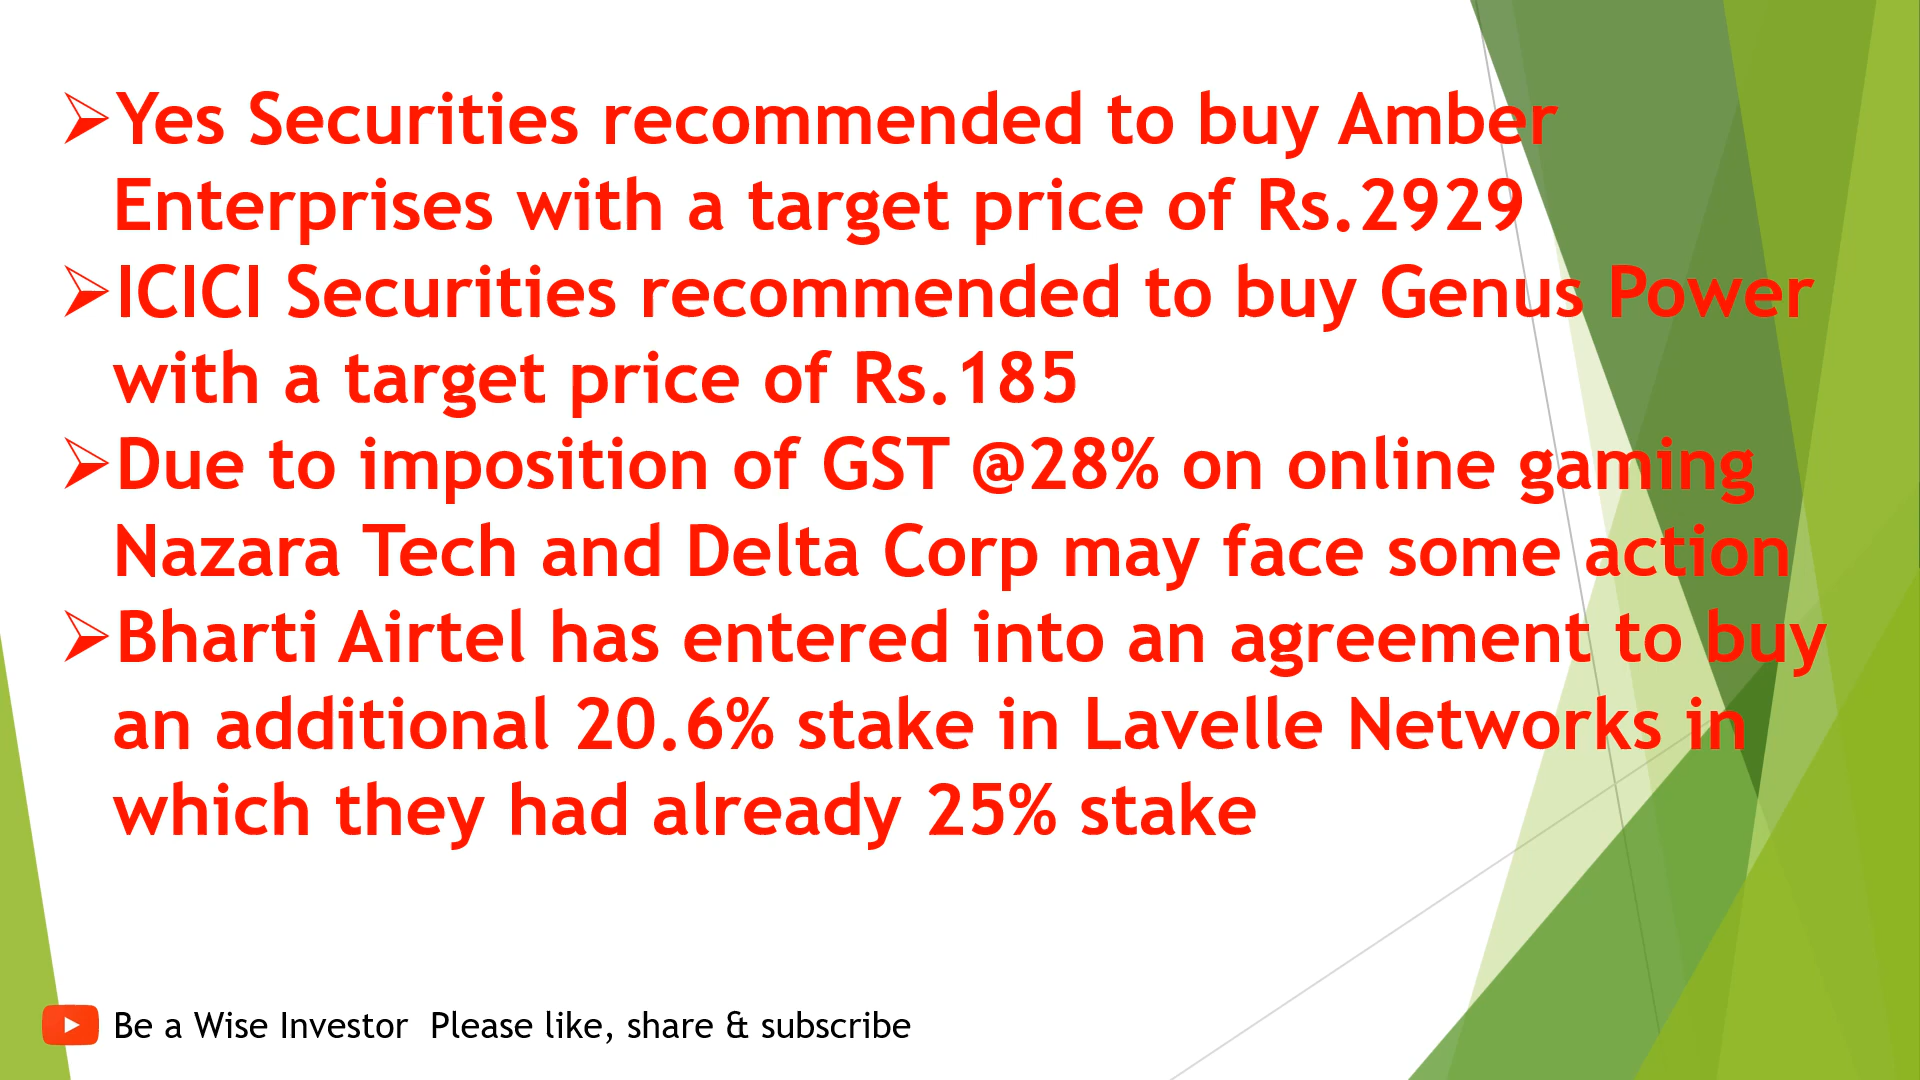 ➢Yes Securities recommended to buy Amber
Enterprises with a target price of Rs.2929
➢ICICI Securities recommended to buy Genus Power
with a target price of Rs.185
➢Due to imposition of GST @28% on online gaming
Nazara Tech and Delta Corp may face some action
➢Bharti Airtel has entered into an agreement to buy
an additional 20.6% stake in Lavelle Networks in
which they had already 25% stake
Be a Wise Investor  Please like, share & subscribe